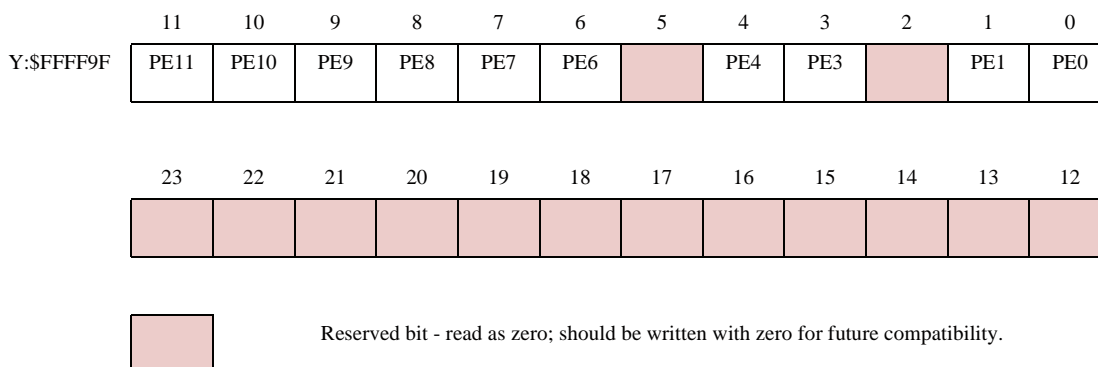 11 10 9 8 7 6 5 4 3 2 1 0
Y:$FFFF9F PE11 PE10 PE9 PE8 PE7 PE6 PE4 PE3 PE1 PE0
23 22 21 20 19 18 17 16 15 14 13 12
Reserved bit - read as zero; should be written with zero for future compatibility.